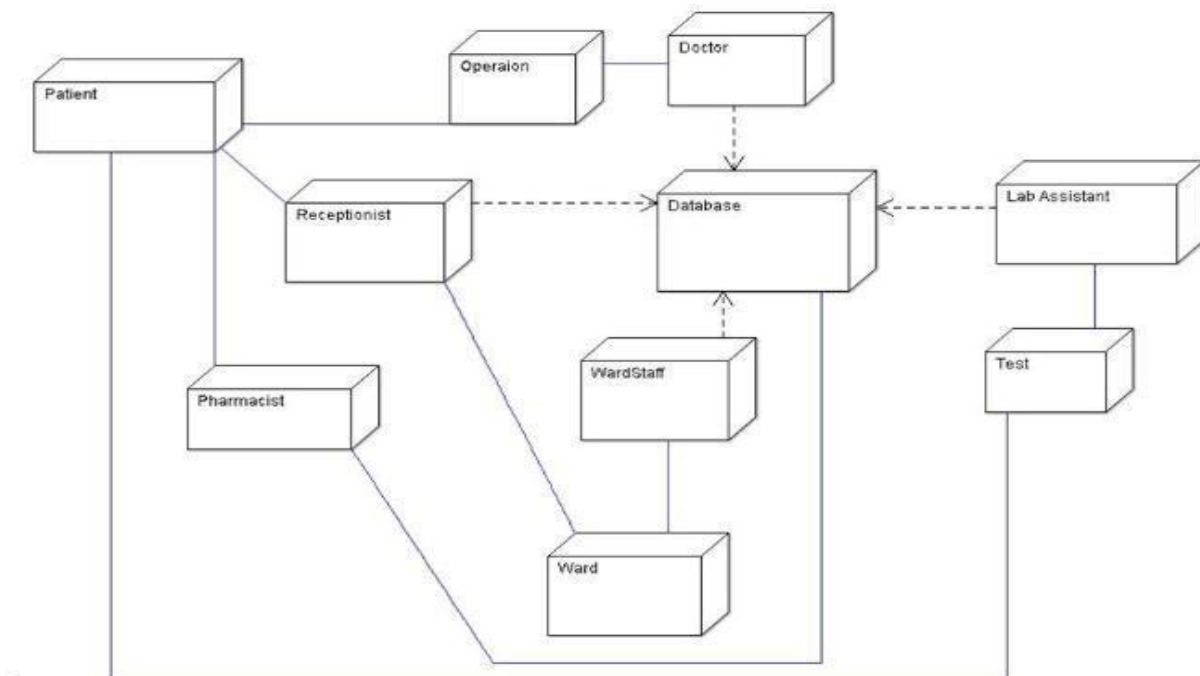 Doctor
Operaion
Patient
Receptionist
Database
Lab Assistant
WardStaff
Test
Pharmacist
Ward